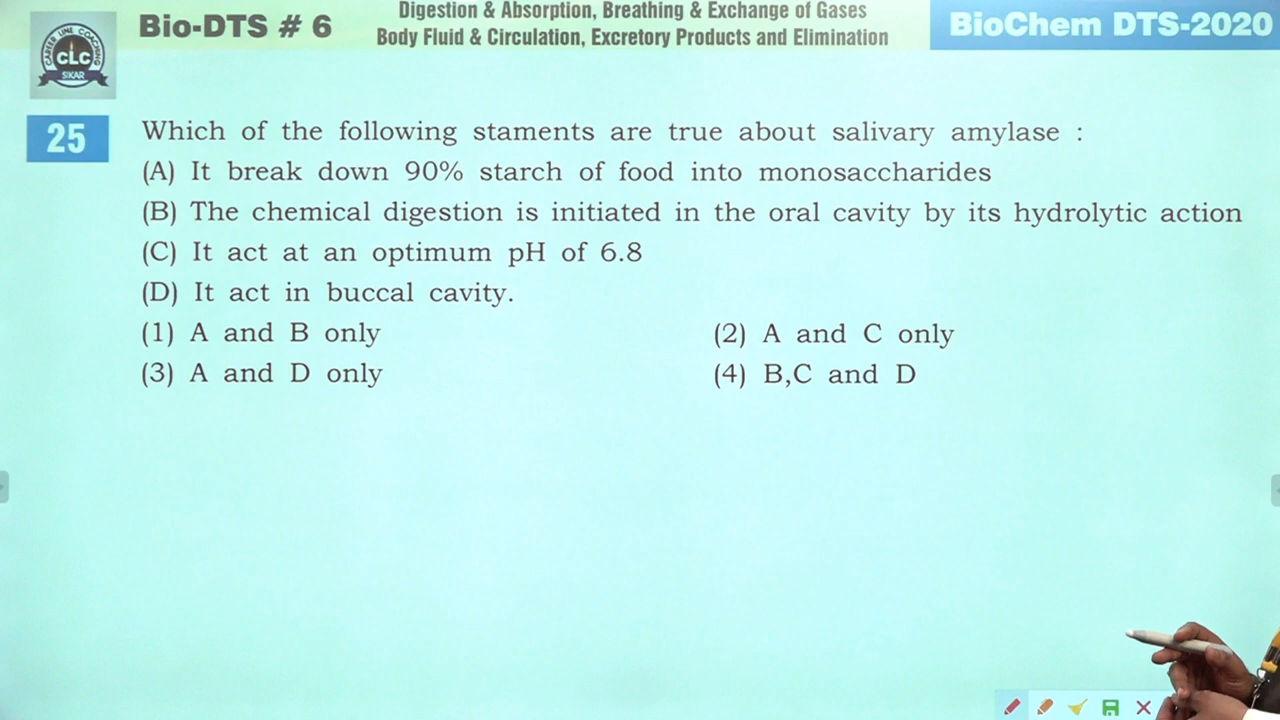 CAREER LINE COACHING
CLC
SIKAR
Bio-DTS # 6
Digestion & Absorption, Breathing & Exchange of Gases
Body Fluid & Circulation, Excretory Products and Elimination
BioChem DTS-2020
25
Which of the following staments are true about salivary amylase :
(A) It break down 90% starch of food into monosaccharides
(B) The chemical digestion is initiated in the oral cavity by its hydrolytic action
(C) It act at an optimum pH of 6.8
(D) It act in buccal cavity.
(1) A and B only
(2) A and C only
(3) A and D only
(4) B,C and D